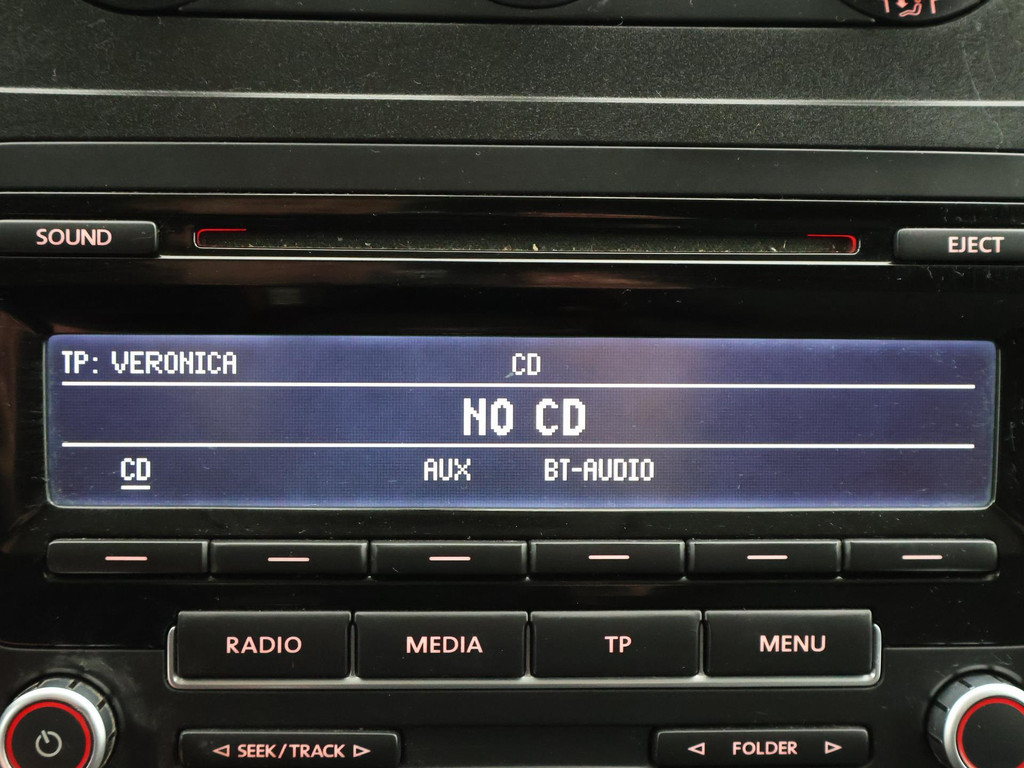 SOUND
EJECT
TP: VERONICA CD
NO CD
CD AUX BT-AUDIO
RADIO MEDIA TP MENU
SEEK/TRACK FOLDER